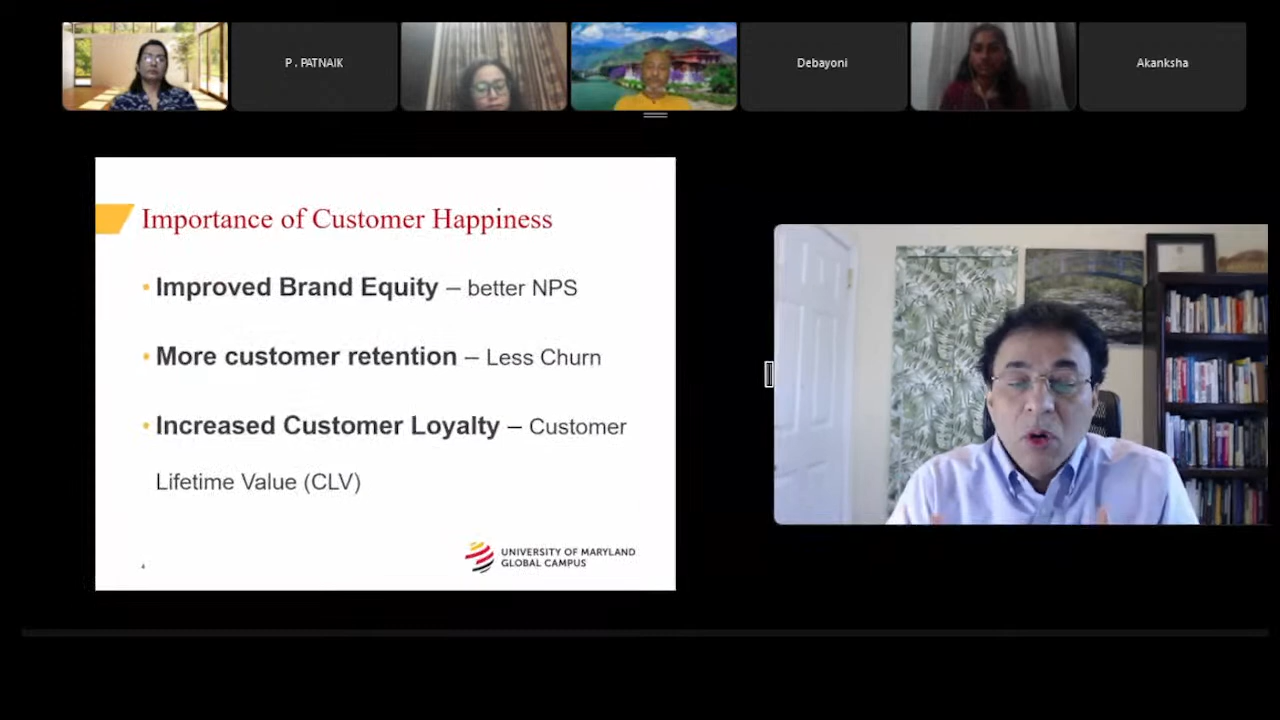 P . PATNAIK
Debayoni
Akanksha
Importance of Customer Happiness
• Improved Brand Equity – better NPS
• More customer retention – Less Churn
• Increased Customer Loyalty – Customer
Lifetime Value (CLV)
4
UNIVERSITY OF MARYLAND
GLOBAL CAMPUS